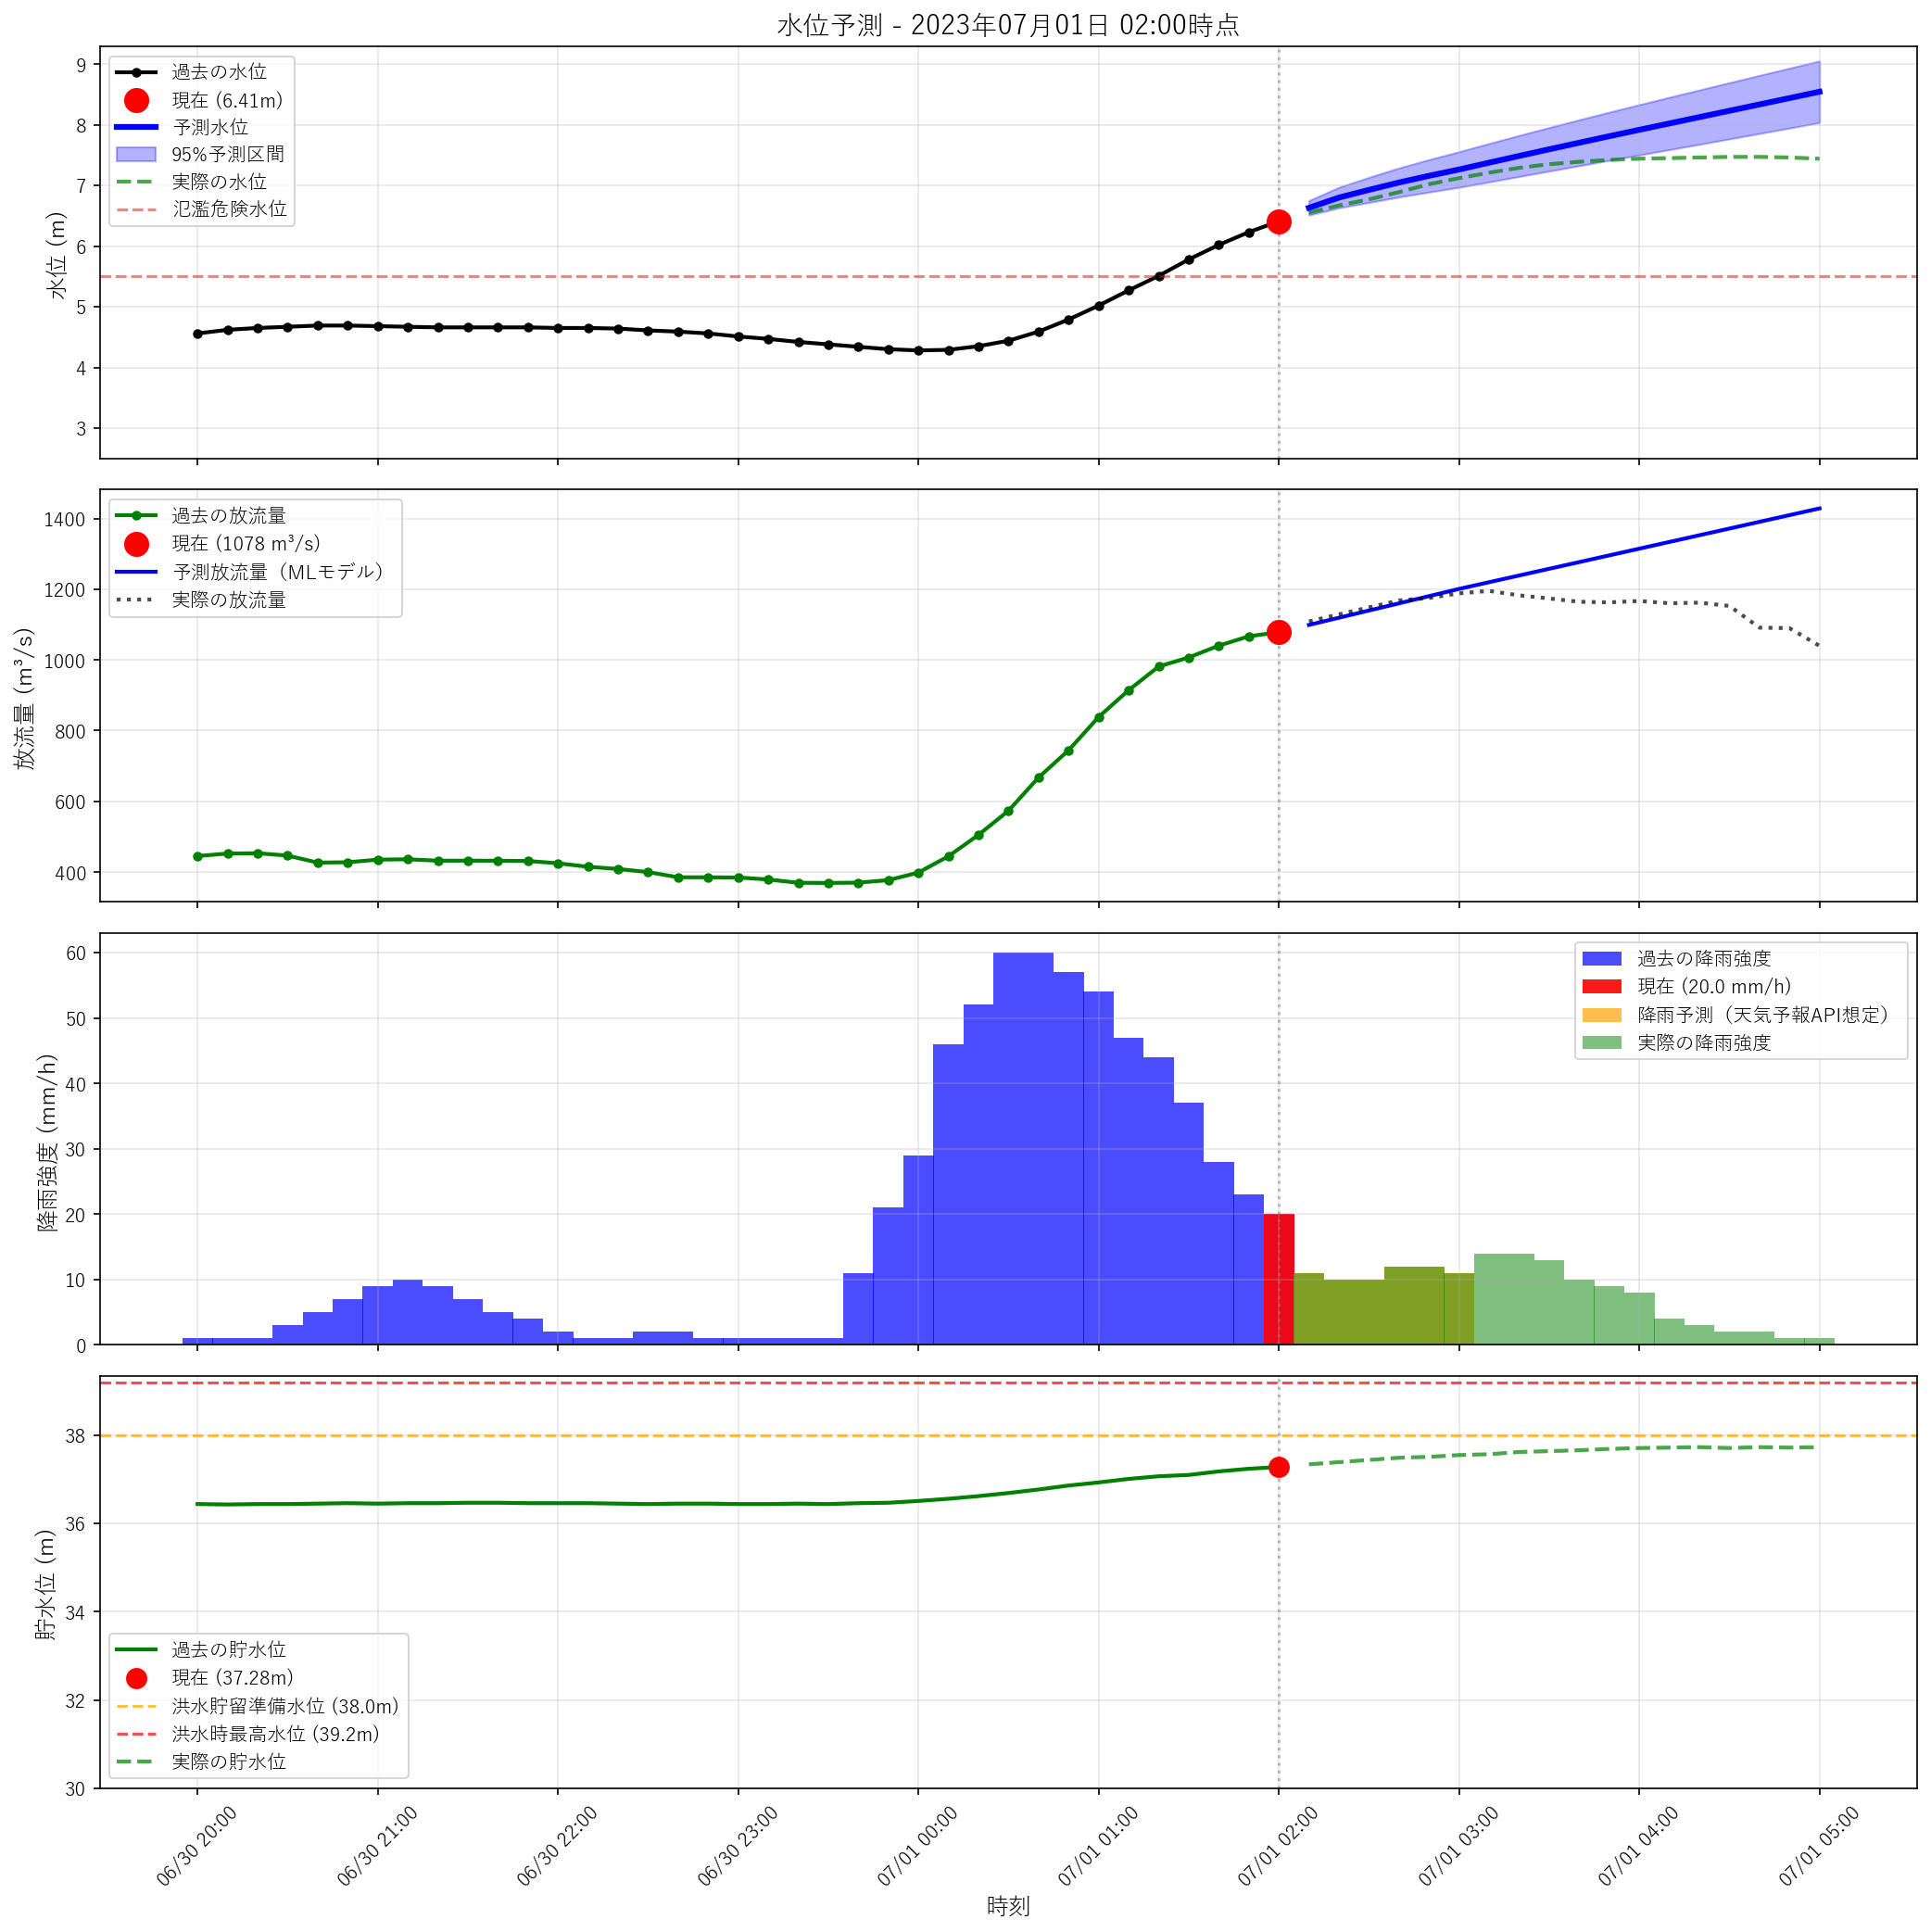 水位予測 - 2023年07月01日 02:00時点
過去の水位
現在 (6.41m)
予測水位
95%予測区間
実際の水位
氾濫危険水位
水位 (m)
9
8
7
6
5
4
3
過去の放流量
現在 (1078 m³/s)
予測放流量（MLモデル）
実際の放流量
放流量 (m³/s)
1400
1200
1000
800
600
400
過去の降雨強度
現在 (20.0 mm/h)
降雨予測（天気予報API想定）
実際の降雨強度
降雨強度 (mm/h)
60
50
40
30
20
10
0
過去の貯水位
現在 (37.28m)
洪水貯留準備水位 (38.0m)
洪水時最高水位 (39.2m)
実際の貯水位
貯水位 (m)
38
36
34
32
30
06/30 20:00
06/30 21:00
06/30 22:00
06/30 23:00
07/01 00:00
07/01 01:00
07/01 02:00
07/01 03:00
07/01 04:00
07/01 05:00
時刻